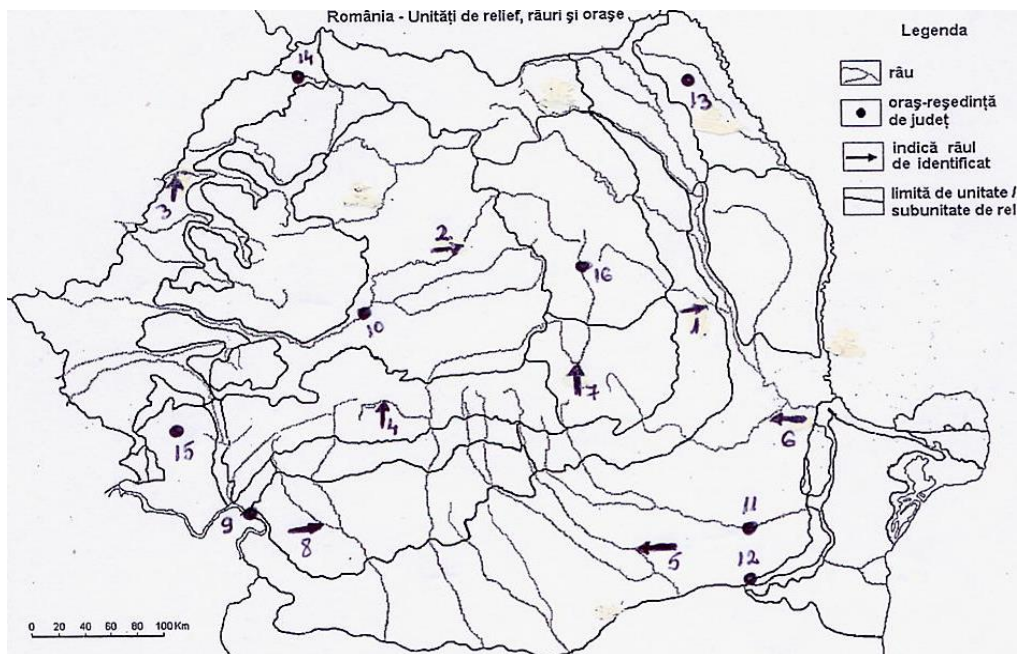 România - Unități de relief, râuri și orașe
Legenda
râu
oraș-reședință
de județ
indică râul
de identificat
limită de unitate /
subunitate de rel
14
13
3
2
16
10
1
7
4
6
15
11
9
8
5
12
0 20 40 60 80 100 Km